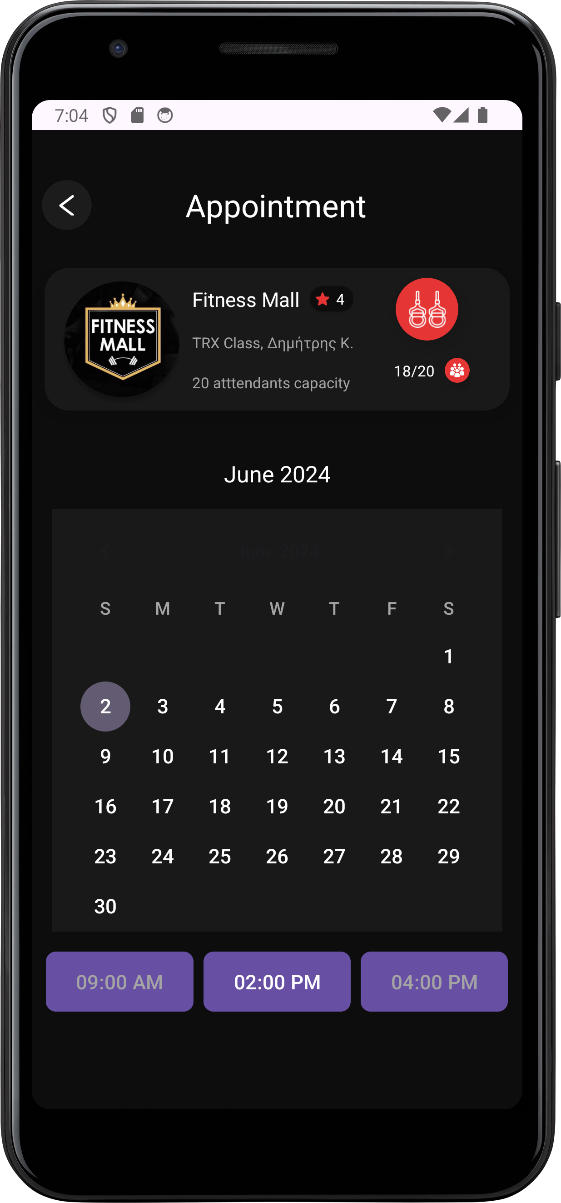 7:04
Appointment
FITNESS
MALL
Fitness Mall 4
TRX Class, Δημήτρης Κ.
20 atttendants capacity
18/20
June 2024
June 2024
S M T W T F S
1
2 3 4 5 6 7 8
9 10 11 12 13 14 15
16 17 18 19 20 21 22
23 24 25 26 27 28 29
30
09:00 AM 02:00 PM 04:00 PM